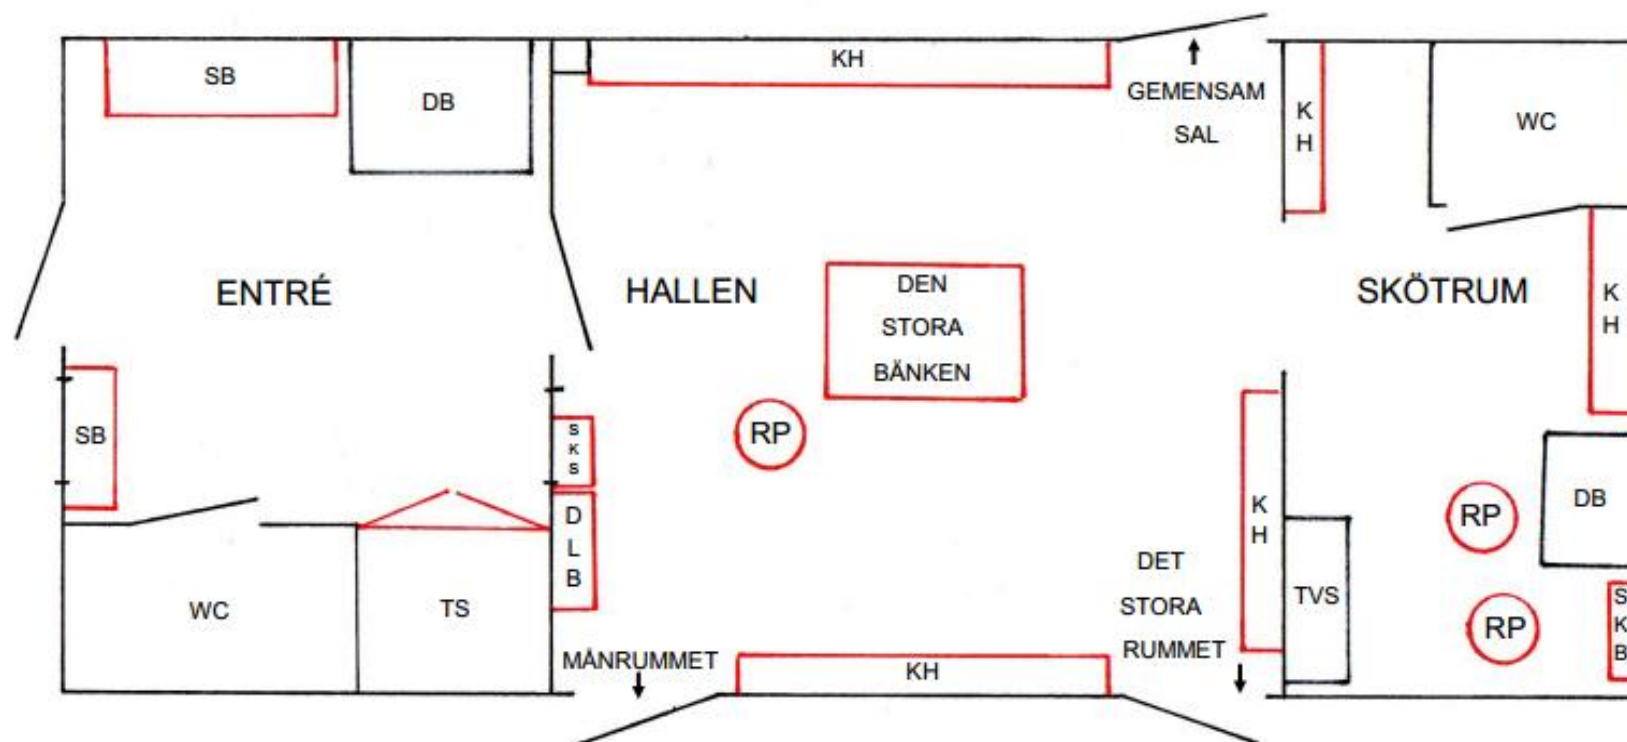 SB
DB
KH
GEMENSAM
SAL
K
H
WC
ENTRÉ
HALLEN
DEN
STORA
BÄNKEN
SKÖTRUM
K
H
SB
S
K
S
RP
D
L
B
K
H
RP
DB
DET
STORA
RUMMET
TVS
WC
TS
RP
S
K
B
MÅNRUMMET
KH